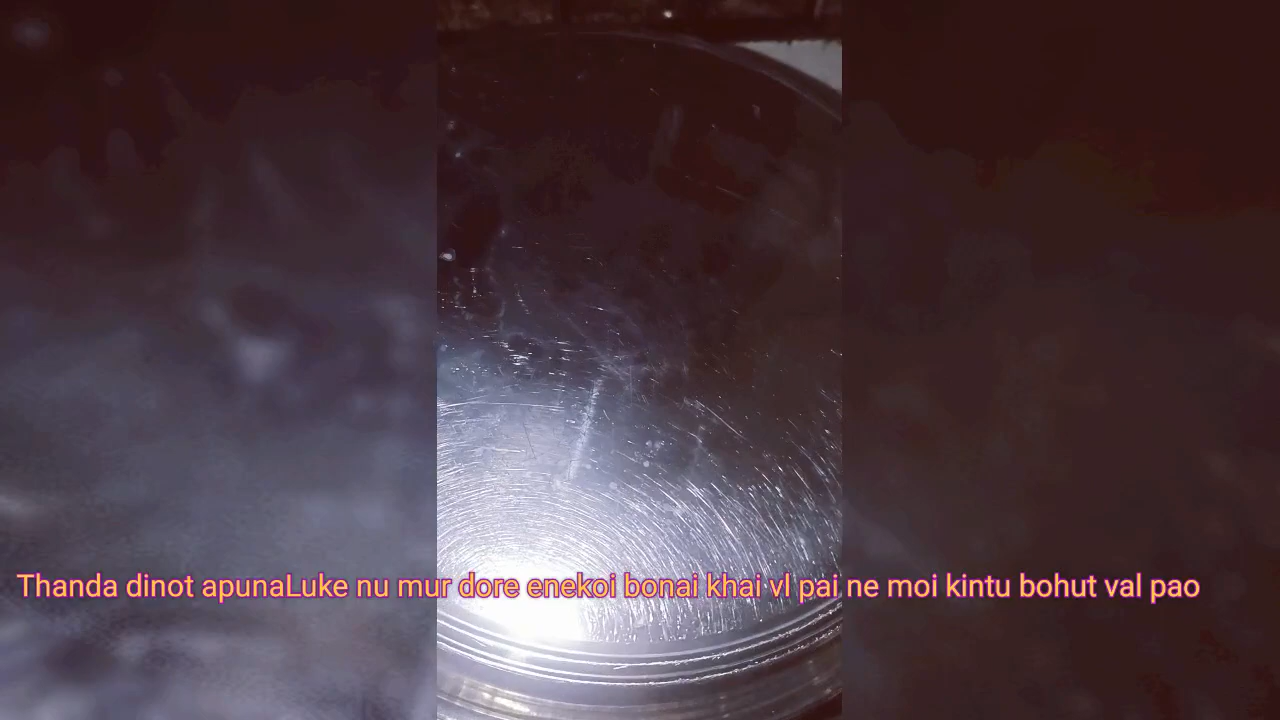 Thanda dinot apunaLuke nu mur dore enekoi bonai khai vl pai ne moi kintu bohut val pao